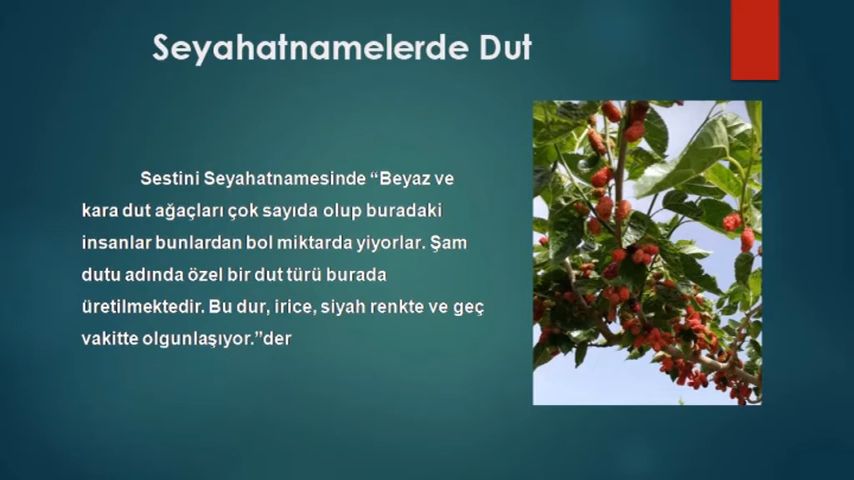 Seyahatnamelerde Dut
Sestini Seyahatnamesinde “Beyaz ve
kara dut ağaçları çok sayıda olup buradaki
insanlar bunlardan bol miktarda yiyorlar. Şam
dutu adında özel bir dut türü burada
üretilmektedir. Bu dur, irice, siyah renkte ve geç
vakitte olgunlaşıyor.”der